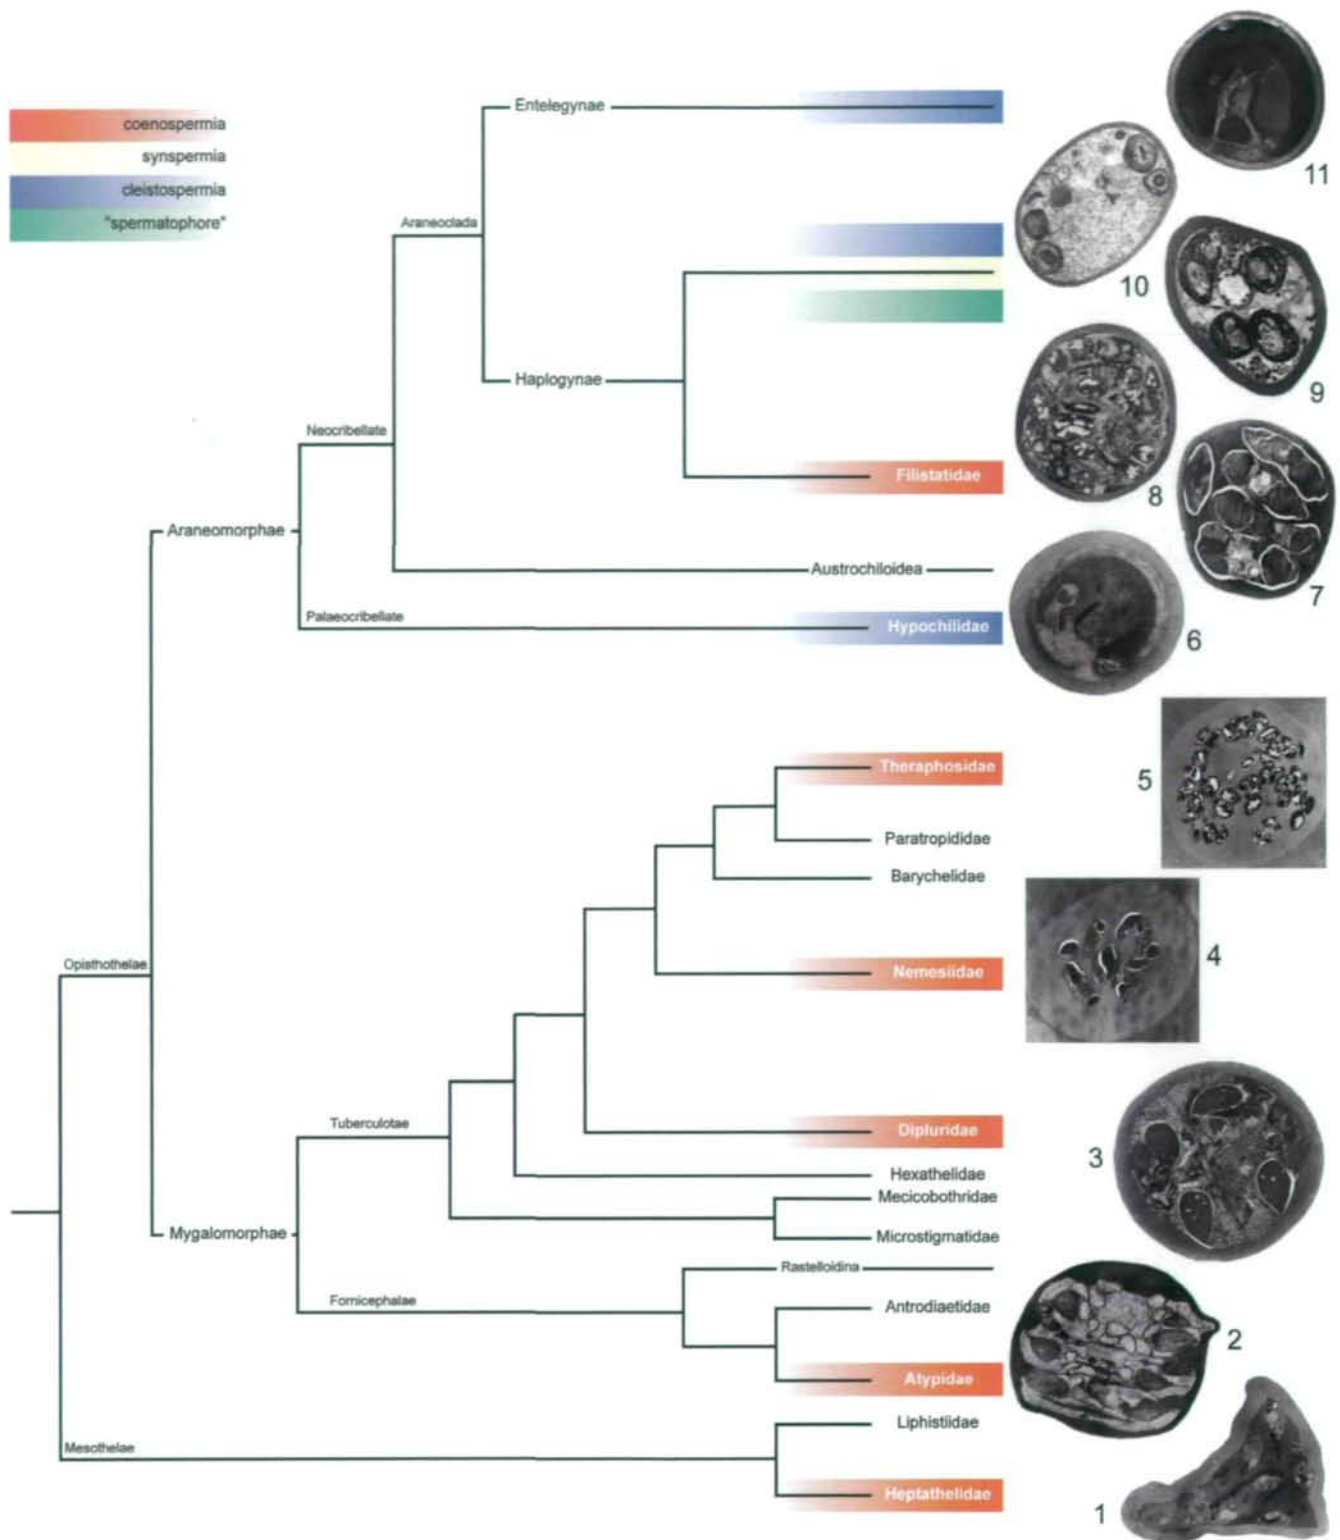 coenospermia
synspermia
cleistospermia
"spermatophore"
Entelegynae
11
Araneoclada
10
Haplogynae
9
Neocribellate
Filistatidae
8
Araneomorphae
Austrochiloidea
7
Palaeocribellate
Hypochilidae
6
Theraphosidae
5
Paratropididae
Barychelidae
Opisthothelae
Nemesiidae
4
Tuberculotae
Dipluridae
3
Hexathelidae
Mecicobothridae
Mygalomorphae
Microstigmatidae
Rastelloidina
Fornicephalae
Antrodiaetidae
2
Atypidae
Liphistiidae
Mesothelae
Heptathelidae
1